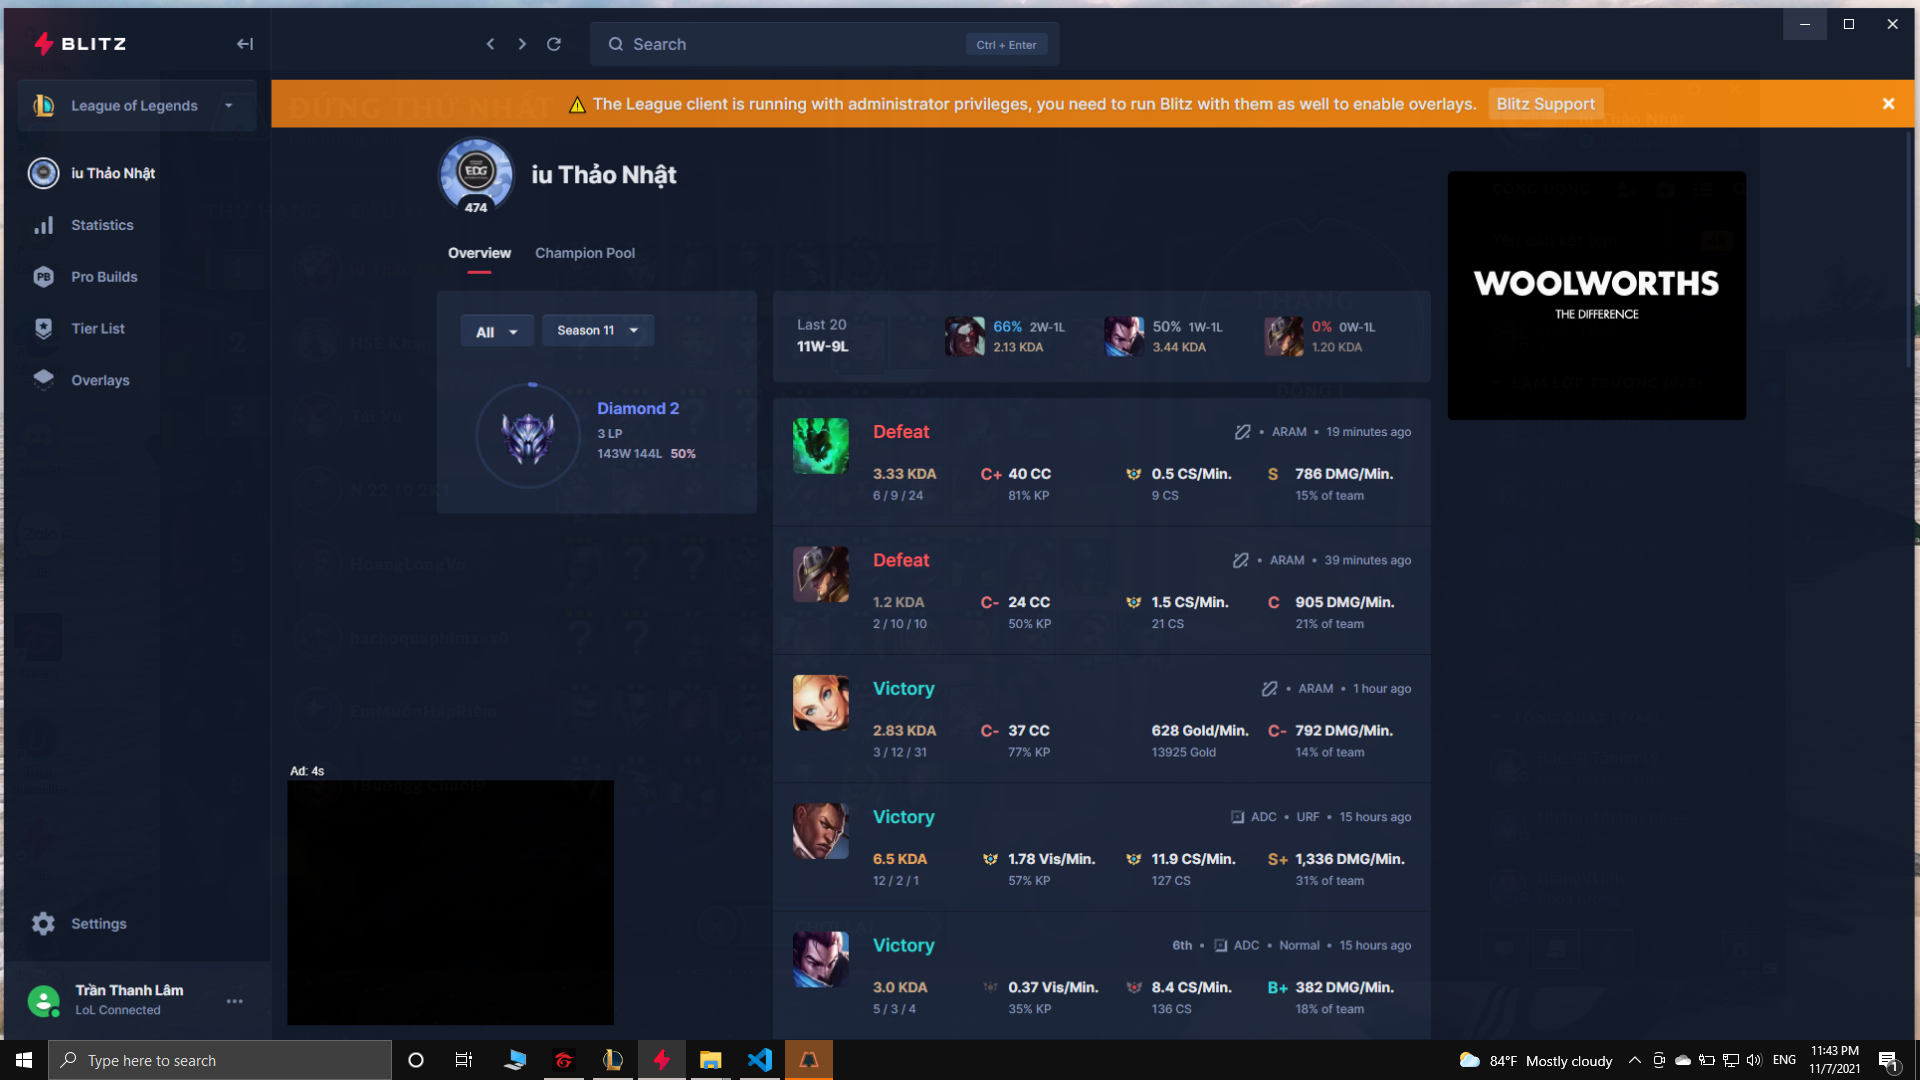 BLITZ
Search
Ctrl + Enter
League of Legends
ĐỨNG THỨ NHẤT
The League client is running with administrator privileges, you need to run Blitz with them as well to enable overlays.
Blitz Support
iu Thảo Nhật
Statistics
Pro Builds
Tier List
Overlays
Settings
Trần Thanh Lâm
LoL Connected
EDG
474
iu Thảo Nhật
Overview
Champion Pool
All
Season 11
Diamond 2
3 LP
143W 144L 50%
Last 20
11W-9L
66% 2W-1L
2.13 KDA
50% 1W-1L
3.44 KDA
0% 0W-1L
1.20 KDA
Defeat
ARAM • 19 minutes ago
3.33 KDA
C+ 40 CC
0.5 CS/Min.
S 786 DMG/Min.
6 / 9 / 24
81% KP
9 CS
15% of team
Defeat
ARAM • 39 minutes ago
1.2 KDA
C- 24 CC
1.5 CS/Min.
C 905 DMG/Min.
2 / 10 / 10
50% KP
21 CS
21% of team
Victory
ARAM • 1 hour ago
2.83 KDA
C- 37 CC
628 Gold/Min.
C- 792 DMG/Min.
3 / 12 / 31
77% KP
13925 Gold
14% of team
Victory
ADC • URF • 15 hours ago
6.5 KDA
1.78 Vis/Min.
11.9 CS/Min.
S+ 1,336 DMG/Min.
12 / 2 / 1
57% KP
127 CS
31% of team
Victory
6th • ADC • Normal • 15 hours ago
3.0 KDA
0.37 Vis/Min.
8.4 CS/Min.
B+ 382 DMG/Min.
5 / 3 / 4
35% KP
136 CS
18% of team
WOOLWORTHS
THE DIFFERENCE
Ad: 4s
HoangLongVu
Type here to search
84°F Mostly cloudy
ENG
11:43 PM
11/7/2021
1